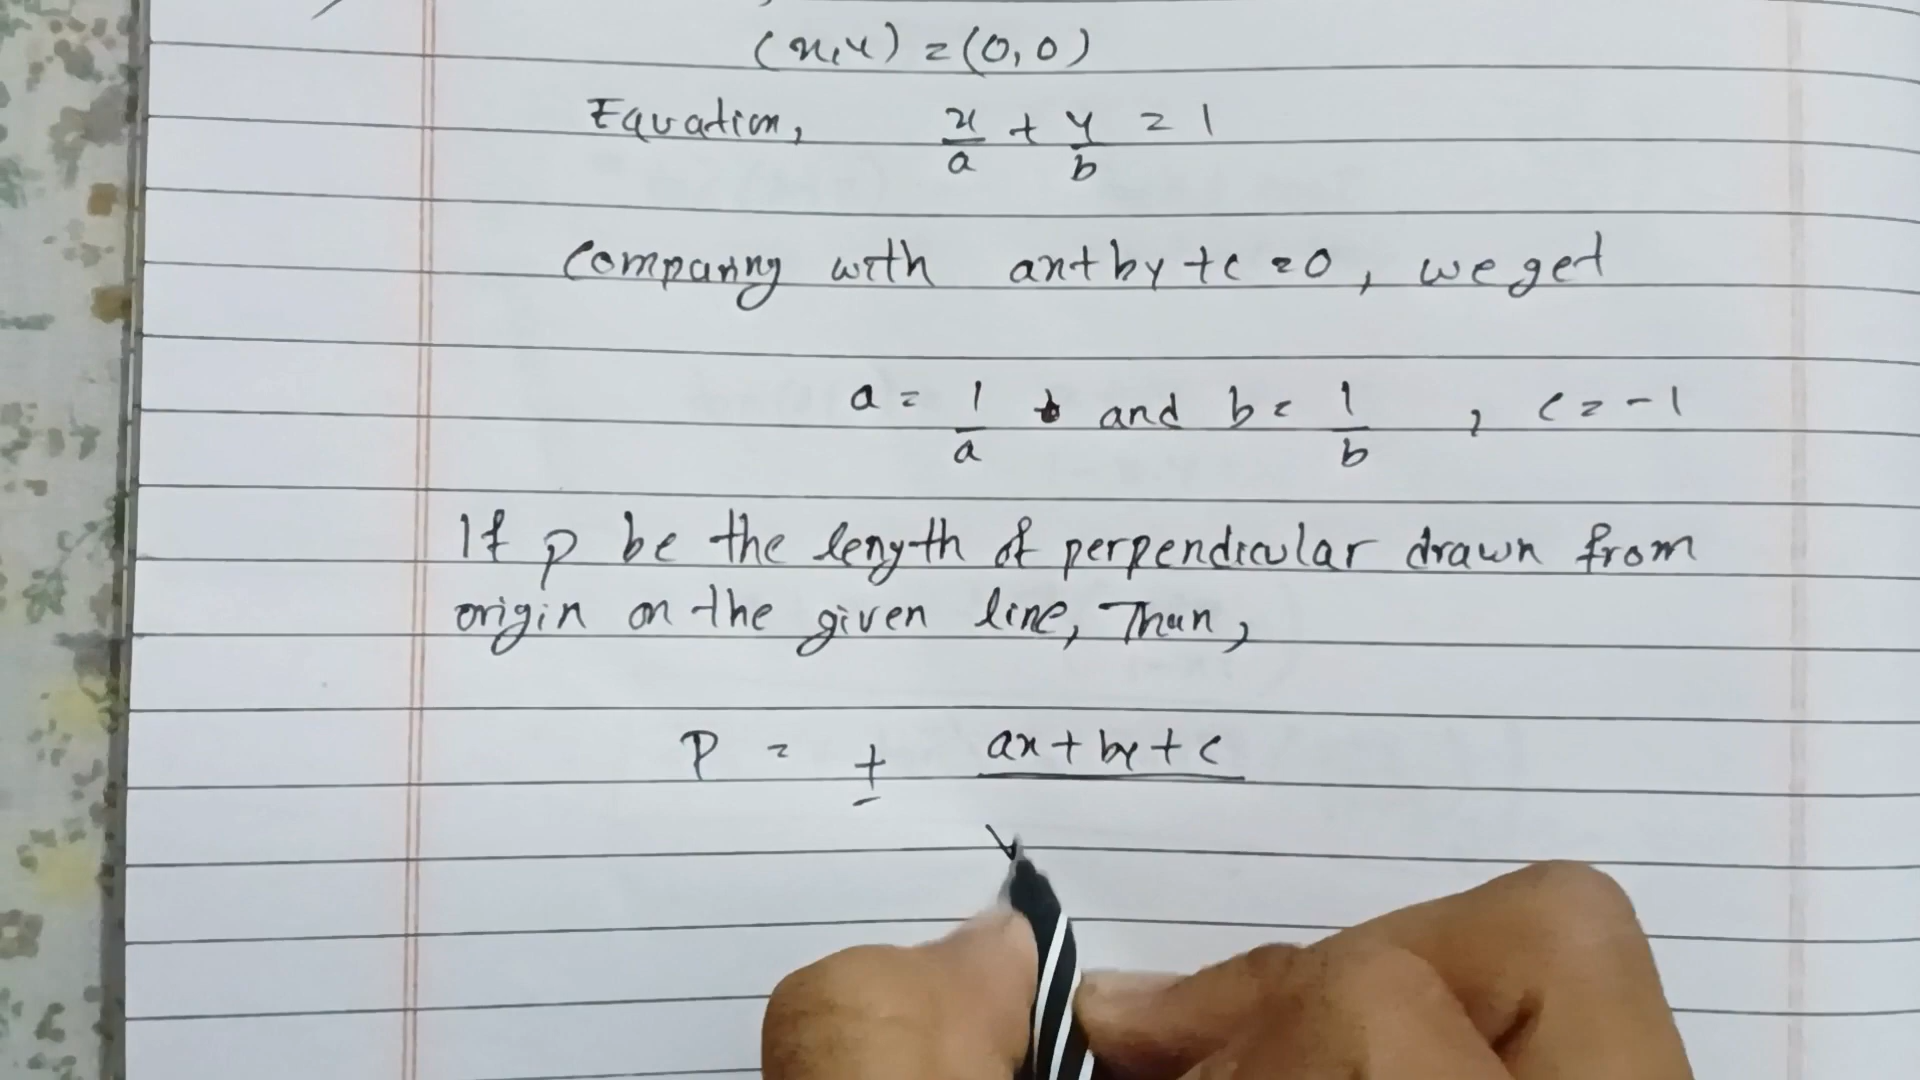 (x, y) = (0, 0)
Equation, x/a + y/b = 1
Comparing with ax + by + c = 0, we get
a = 1/a and b = 1/b , c = -1
If p be the length of perpendicular drawn from
origin on the given line, Then,
P = ± ax + by + c